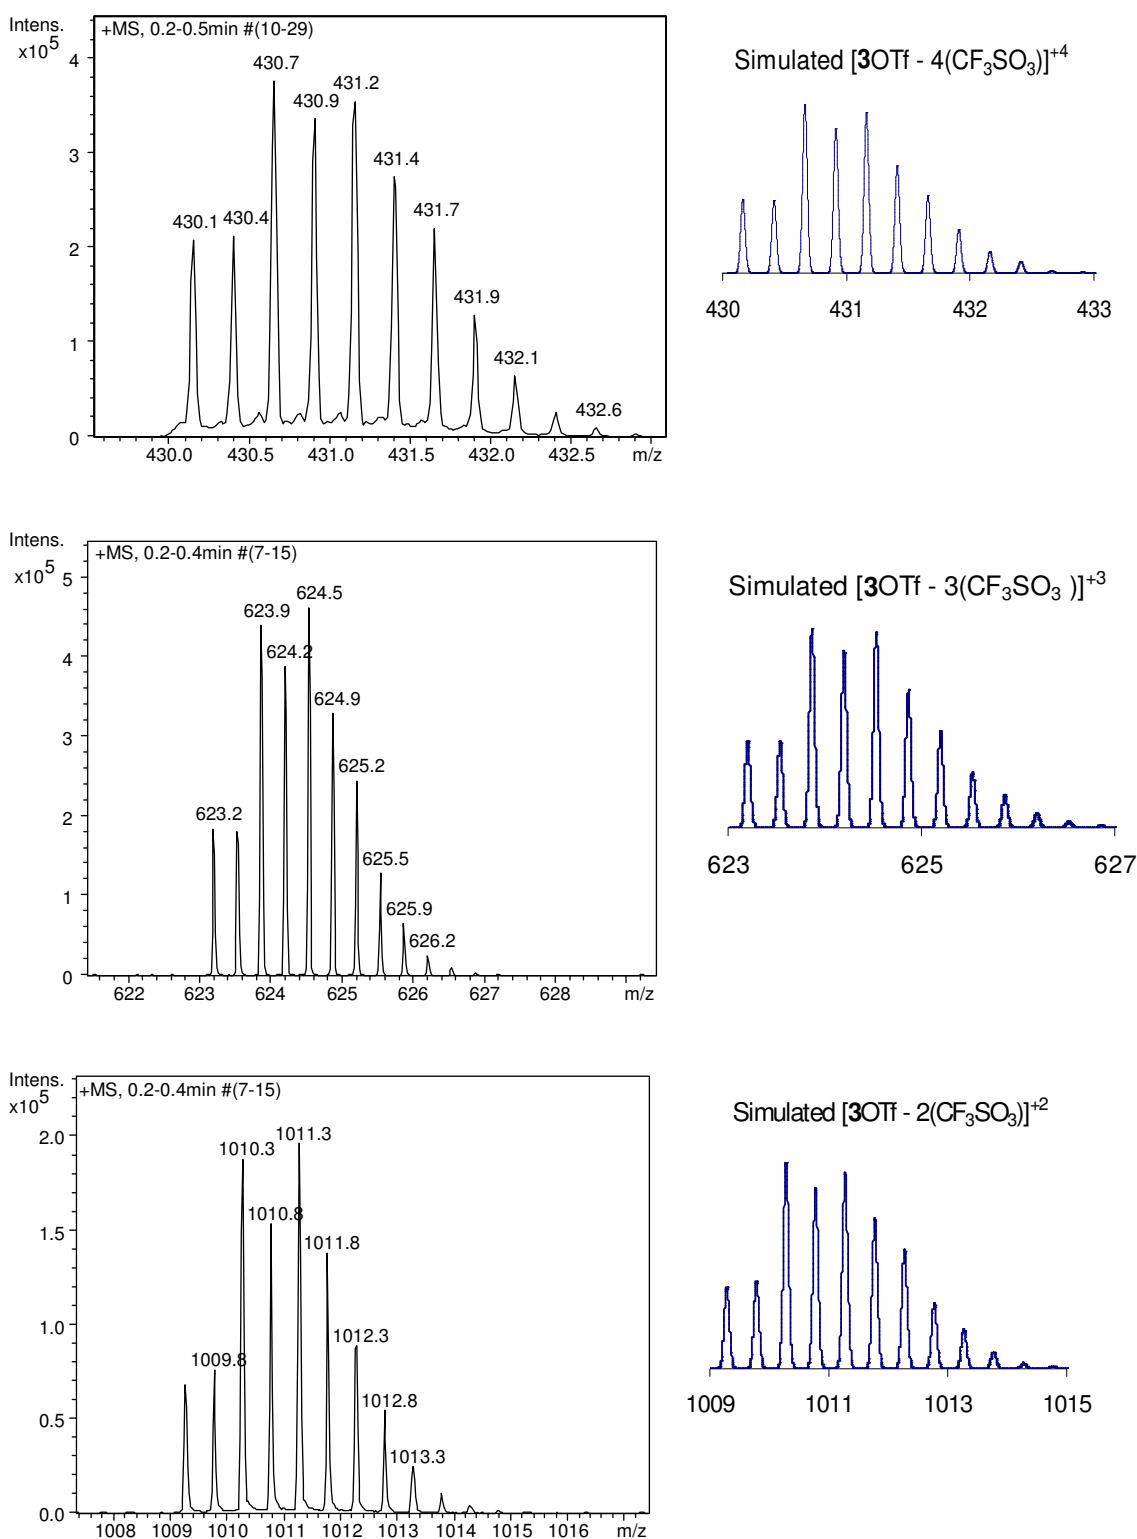 Intens.
x10⁵
+MS, 0.2-0.5min #(10-29)
430.7
430.9
431.2
431.4
431.7
430.1
430.4
431.9
432.1
432.6
4
3
2
1
0
430.0 430.5 431.0 431.5 432.0 432.5 m/z
Simulated [3OTf - 4(CF₃SO₃)]⁺⁴
430 431 432 433
Intens.
x10⁵
+MS, 0.2-0.4min #(7-15)
624.5
623.9
624.2
624.9
625.2
623.2
625.5
625.9
626.2
5
4
3
2
1
0
622 623 624 625 626 627 628 m/z
Simulated [3OTf - 3(CF₃SO₃ )]⁺³
623 625 627
Intens.
x10⁵
+MS, 0.2-0.4min #(7-15)
1011.3
1010.3
1010.8
1011.8
1012.3
1009.8
1012.8
1013.3
2.0
1.5
1.0
0.5
0.0
1008 1009 1010 1011 1012 1013 1014 1015 1016 m/z
Simulated [3OTf - 2(CF₃SO₃)]⁺²
1009 1011 1013 1015